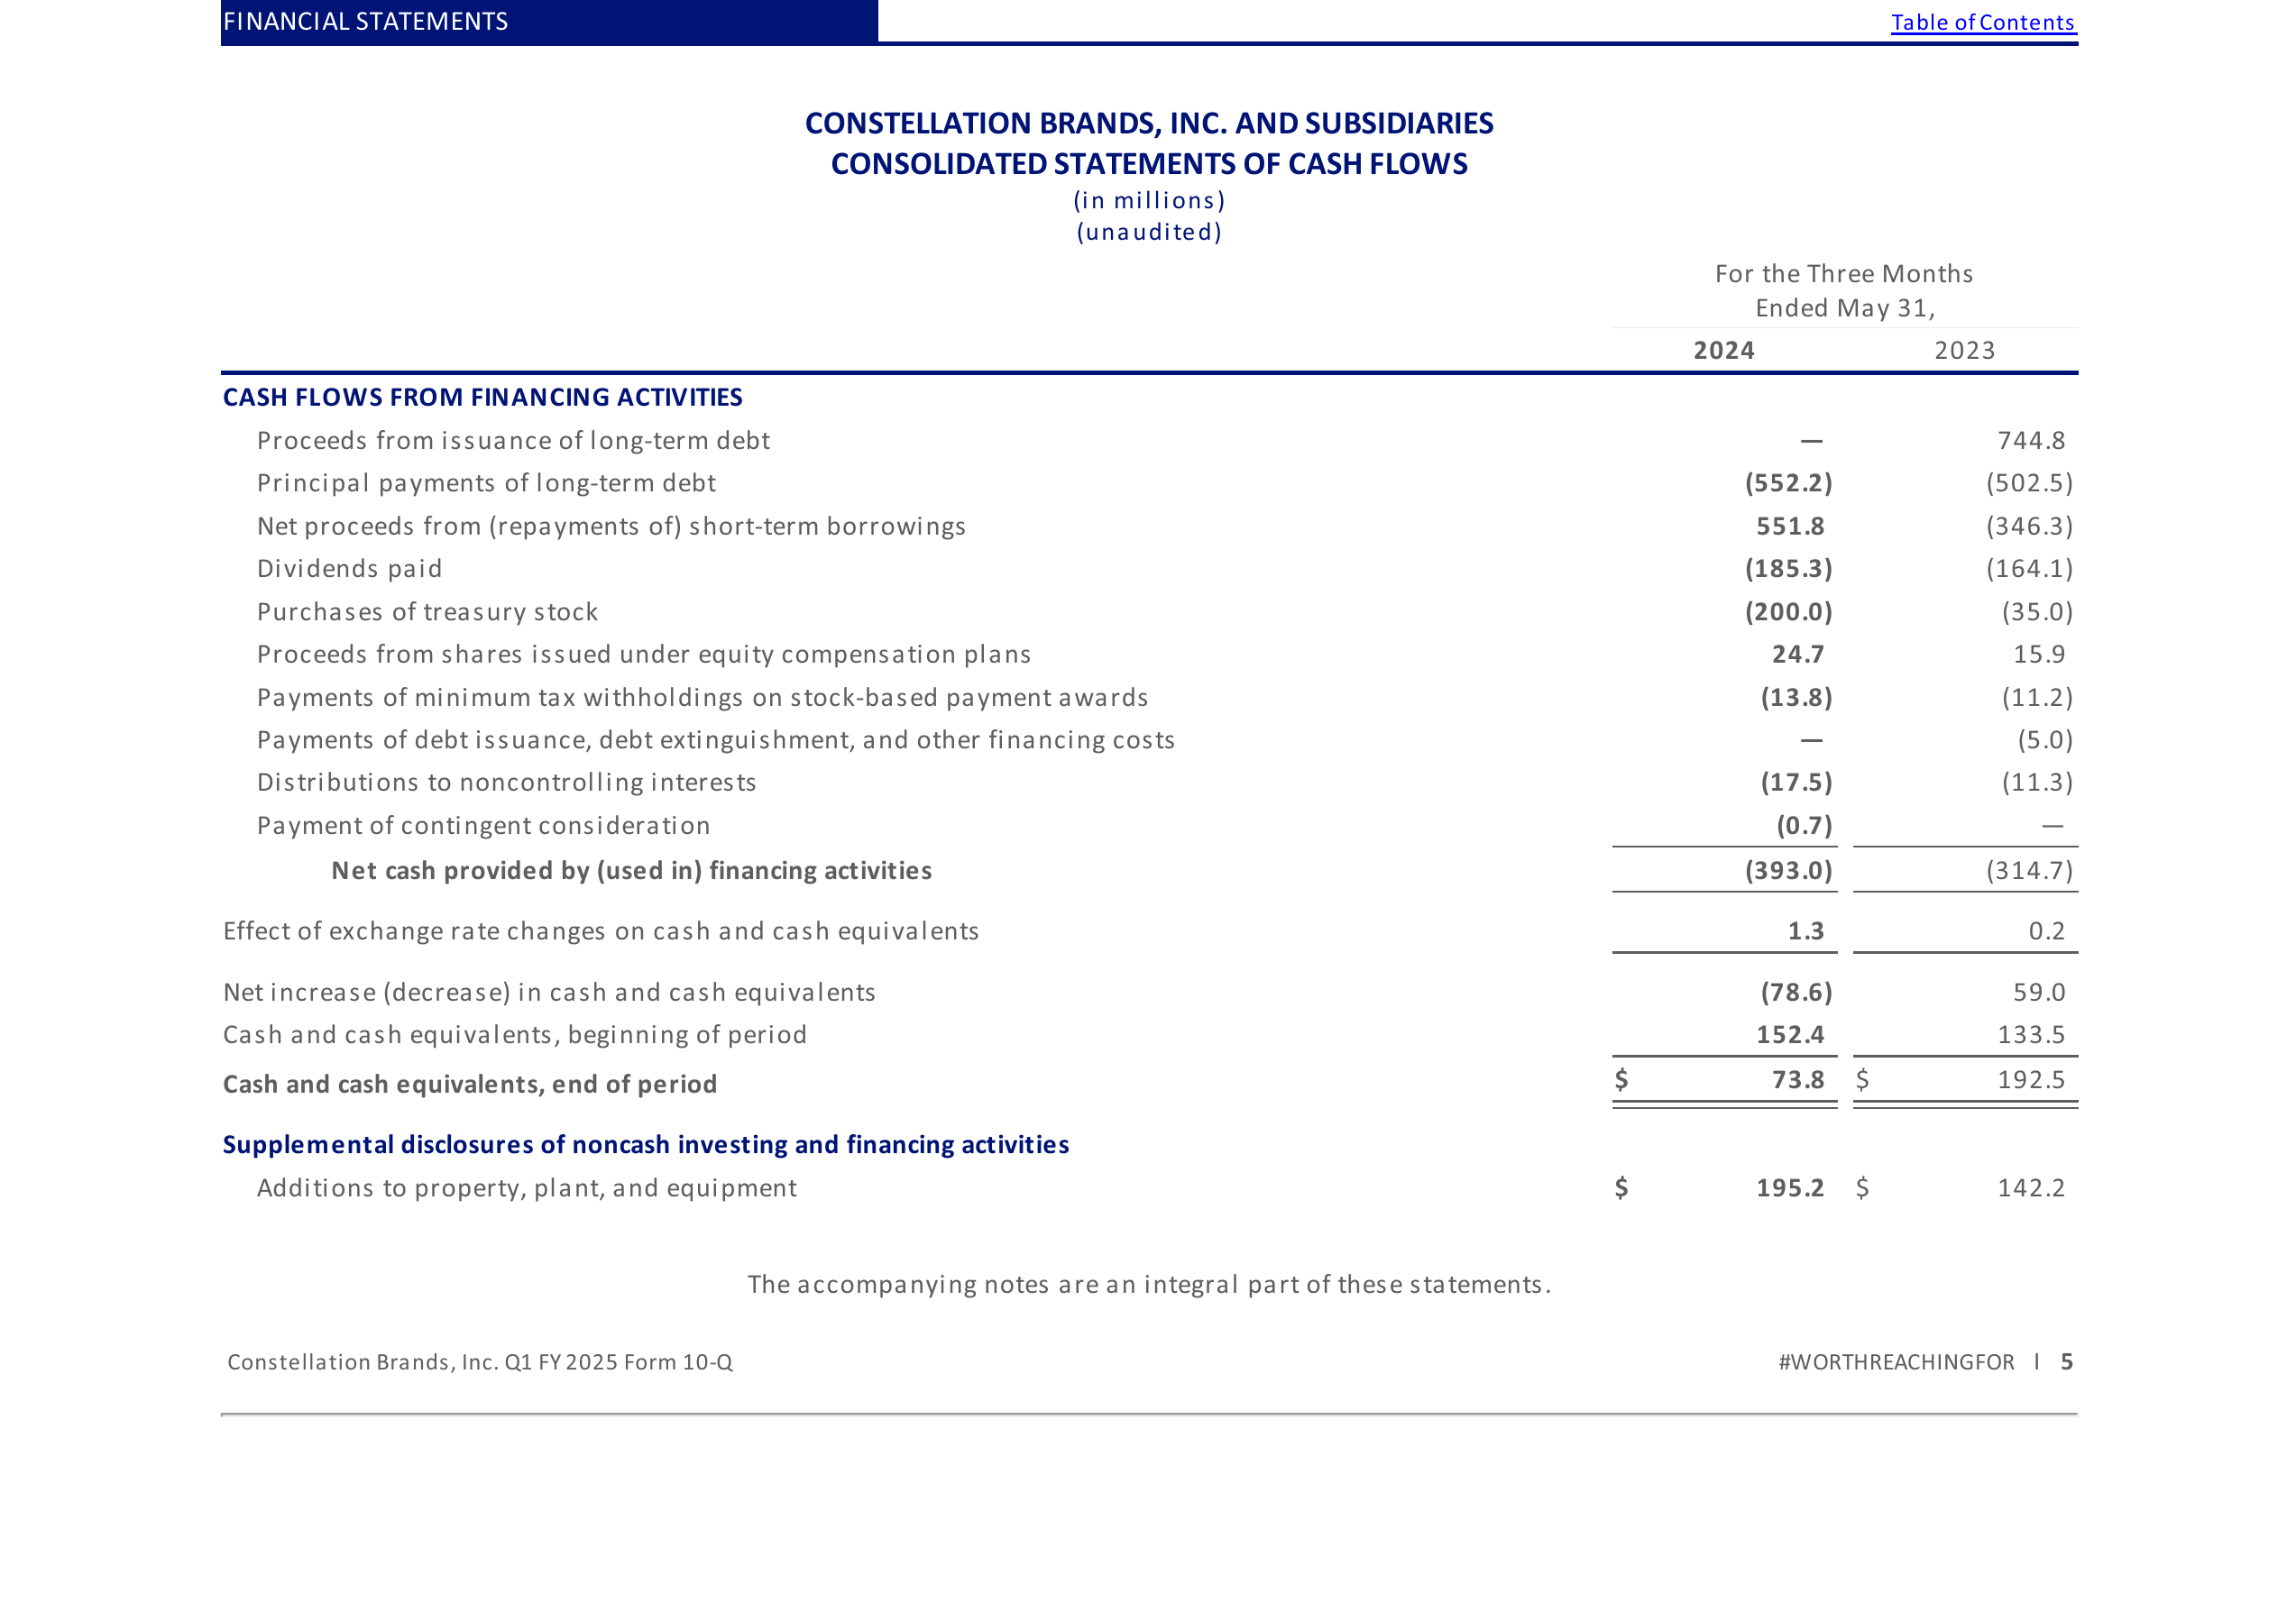 FINANCIAL STATEMENTS Table of Contents
CONSTELLATION BRANDS, INC. AND SUBSIDIARIES
CONSOLIDATED STATEMENTS OF CASH FLOWS
(in millions)
(unaudited)
For the Three Months
Ended May 31,
2024 2023
CASH FLOWS FROM FINANCING ACTIVITIES
Proceeds from issuance of long-term debt — 744.8
Principal payments of long-term debt (552.2) (502.5)
Net proceeds from (repayments of) short-term borrowings 551.8 (346.3)
Dividends paid (185.3) (164.1)
Purchases of treasury stock (200.0) (35.0)
Proceeds from shares issued under equity compensation plans 24.7 15.9
Payments of minimum tax withholdings on stock-based payment awards (13.8) (11.2)
Payments of debt issuance, debt extinguishment, and other financing costs — (5.0)
Distributions to noncontrolling interests (17.5) (11.3)
Payment of contingent consideration (0.7) —
Net cash provided by (used in) financing activities (393.0) (314.7)
Effect of exchange rate changes on cash and cash equivalents 1.3 0.2
Net increase (decrease) in cash and cash equivalents (78.6) 59.0
Cash and cash equivalents, beginning of period 152.4 133.5
Cash and cash equivalents, end of period $ 73.8 $ 192.5
Supplemental disclosures of noncash investing and financing activities
Additions to property, plant, and equipment $ 195.2 $ 142.2
The accompanying notes are an integral part of these statements.
Constellation Brands, Inc. Q1 FY 2025 Form 10-Q #WORTHREACHINGFOR I 5